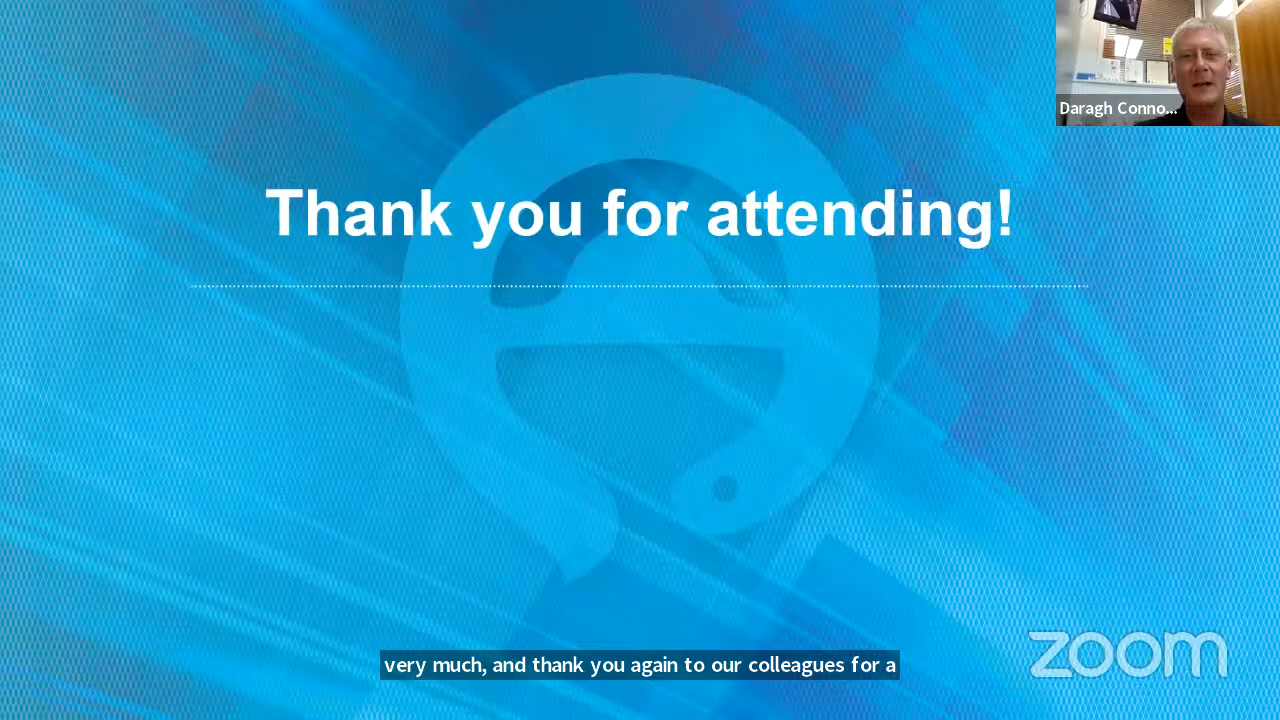 Daragh Conno...
Thank you for attending!
very much, and thank you again to our colleagues for a
zoom